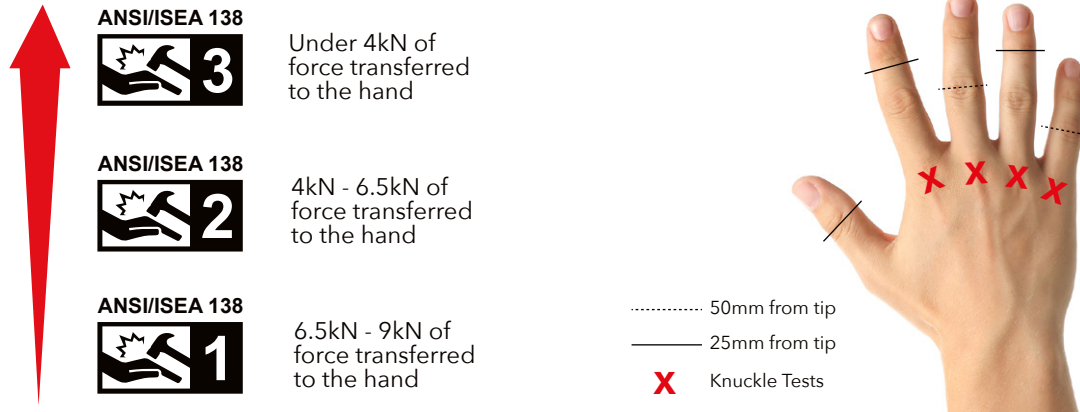 ANSI/ISEA 138
3
Under 4kN of
force transferred
to the hand
ANSI/ISEA 138
2
4kN - 6.5kN of
force transferred
to the hand
ANSI/ISEA 138
1
6.5kN - 9kN of
force transferred
to the hand
X X X X
50mm from tip
25mm from tip
X Knuckle Tests